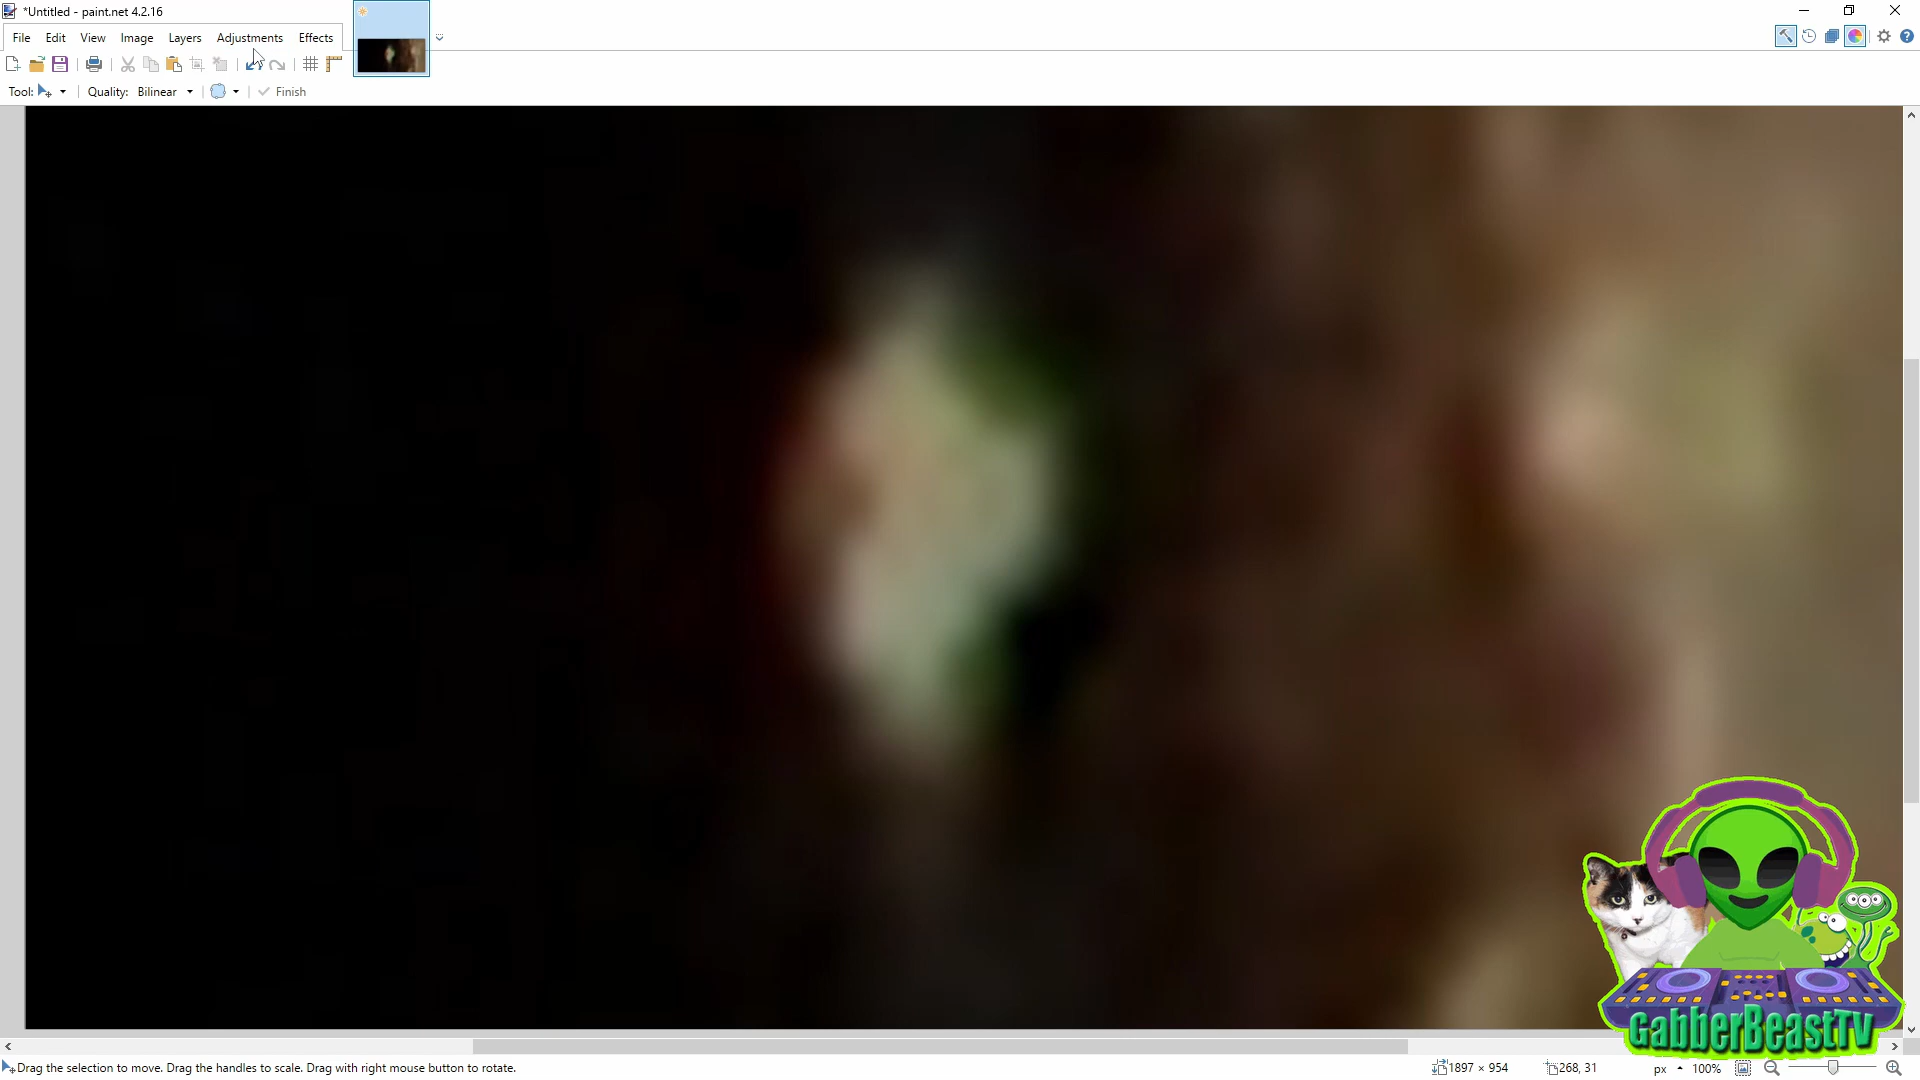 *Untitled - paint.net 4.2.16
File Edit View Image Layers Adjustments Effects
Tool: Quality: Bilinear Finish
GabberBeastTV
Drag the selection to move. Drag the handles to scale. Drag with right mouse button to rotate.
1897 × 954 268, 31 px 100%